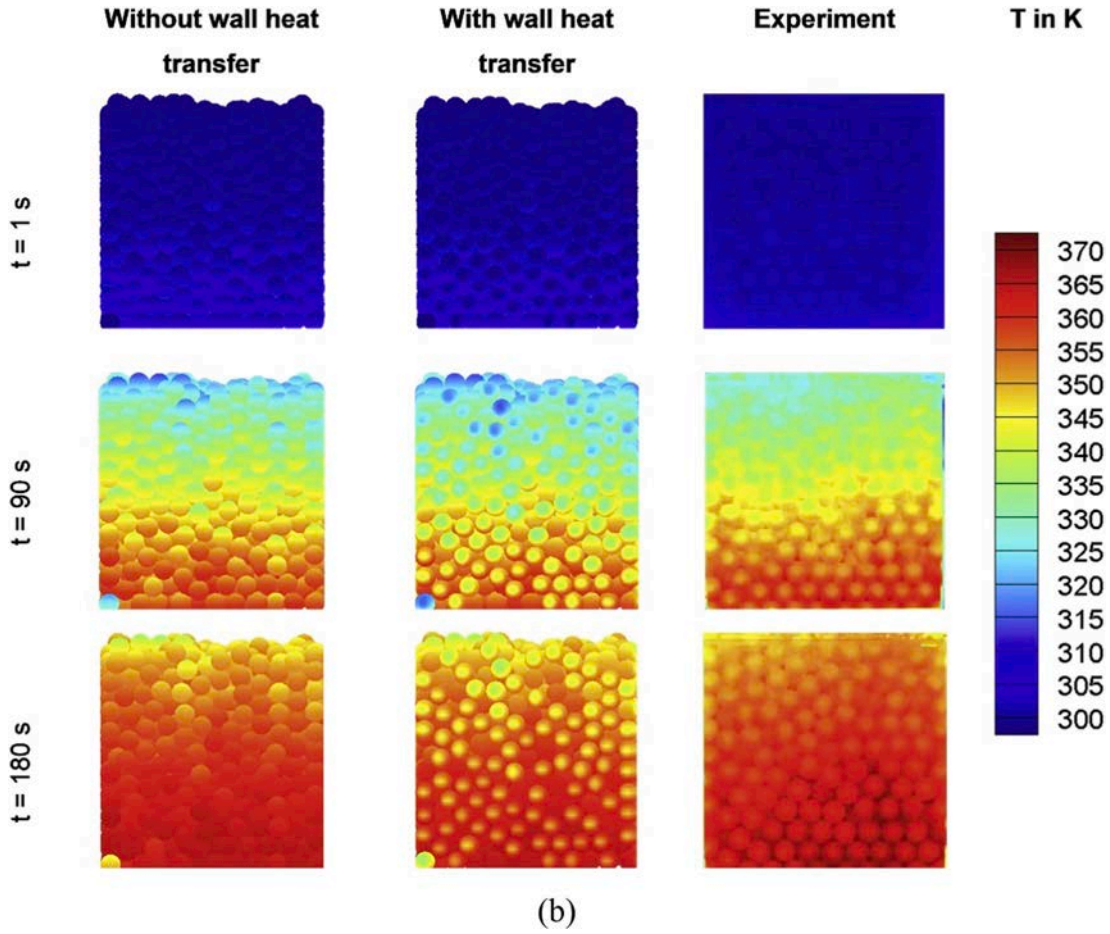 Without wall heat
transfer
With wall heat
transfer
Experiment
T in K
t = 1 s
t = 90 s
t = 180 s
370
365
360
355
350
345
340
335
330
325
320
315
310
305
300
(b)